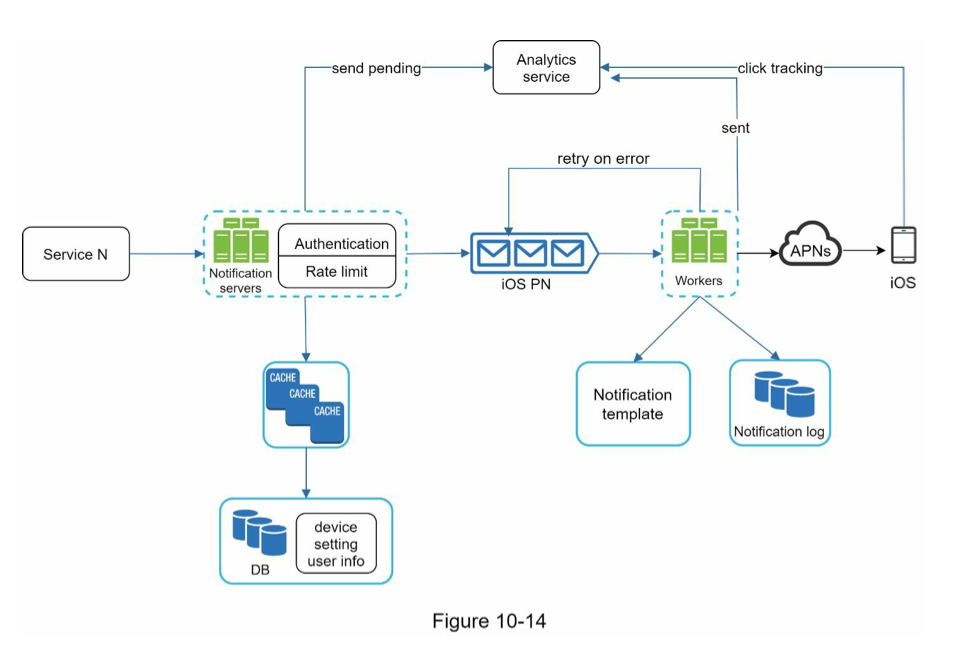 Analytics
service
send pending
click tracking
sent
retry on error
Service N
Notification
servers
Authentication
Rate limit
iOS PN
Workers
APNs
iOS
CACHE
CACHE
CACHE
Notification
template
Notification log
DB
device
setting
user info
Figure 10-14